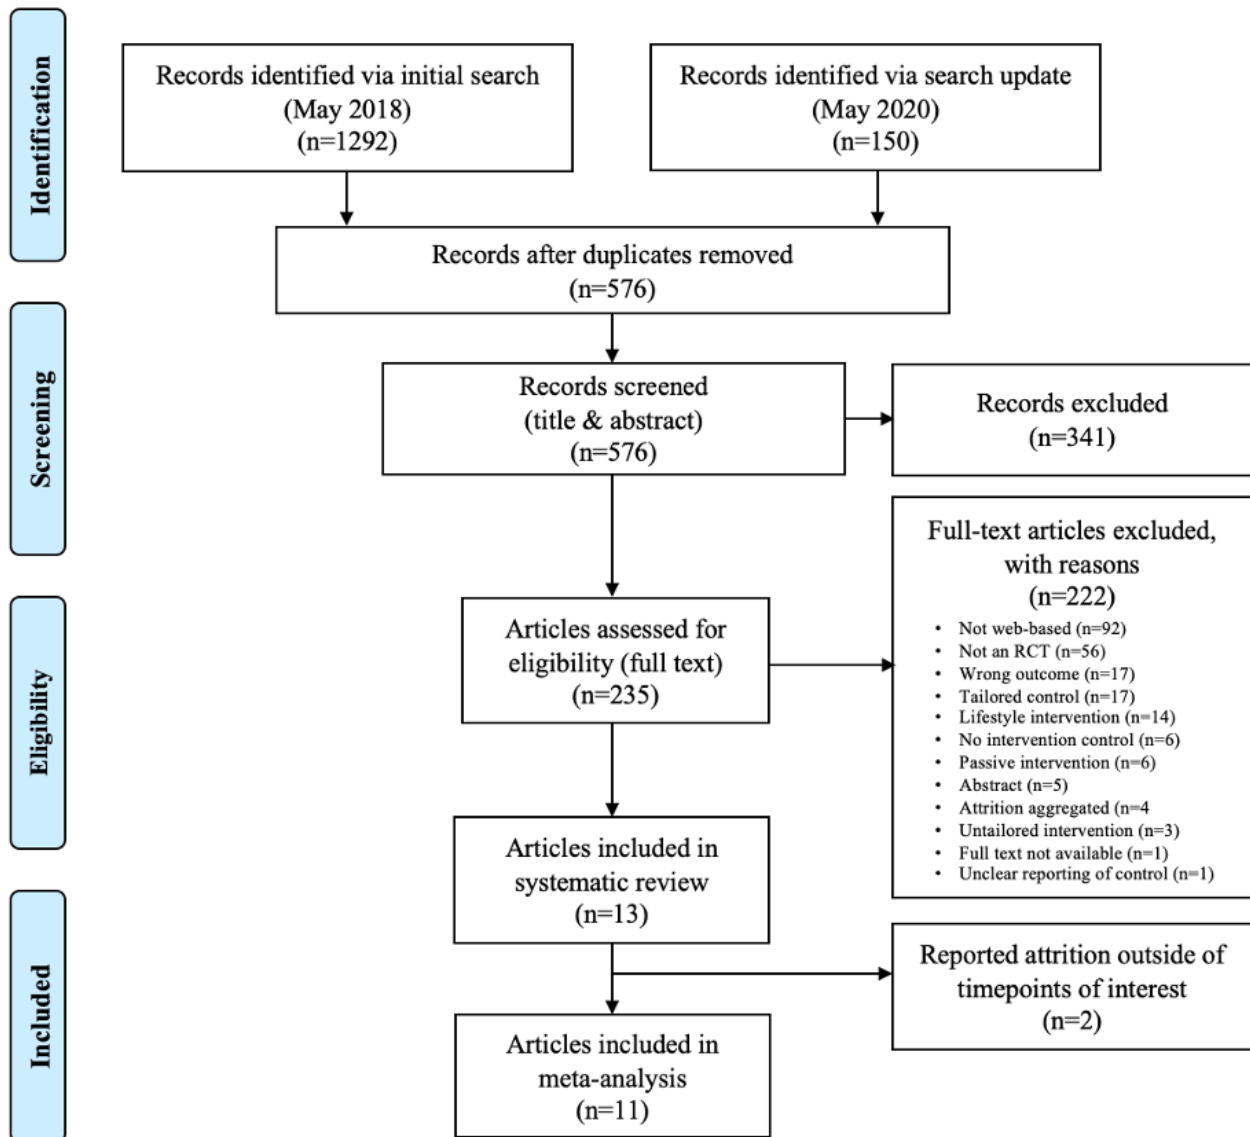 Identification
Records identified via initial search
(May 2018)
(n=1292)
Records identified via search update
(May 2020)
(n=150)
Records after duplicates removed
(n=576)
Screening
Records screened
(title & abstract)
(n=576)
Records excluded
(n=341)
Eligibility
Articles assessed for
eligibility (full text)
(n=235)
Full-text articles excluded,
with reasons
(n=222)
• Not web-based (n=92)
• Not an RCT (n=56)
• Wrong outcome (n=17)
• Tailored control (n=17)
• Lifestyle intervention (n=14)
• No intervention control (n=6)
• Passive intervention (n=6)
• Abstract (n=5)
• Attrition aggregated (n=4
• Untailored intervention (n=3)
• Full text not available (n=1)
• Unclear reporting of control (n=1)
Included
Articles included in
systematic review
(n=13)
Reported attrition outside of
timepoints of interest
(n=2)
Articles included in
meta-analysis
(n=11)